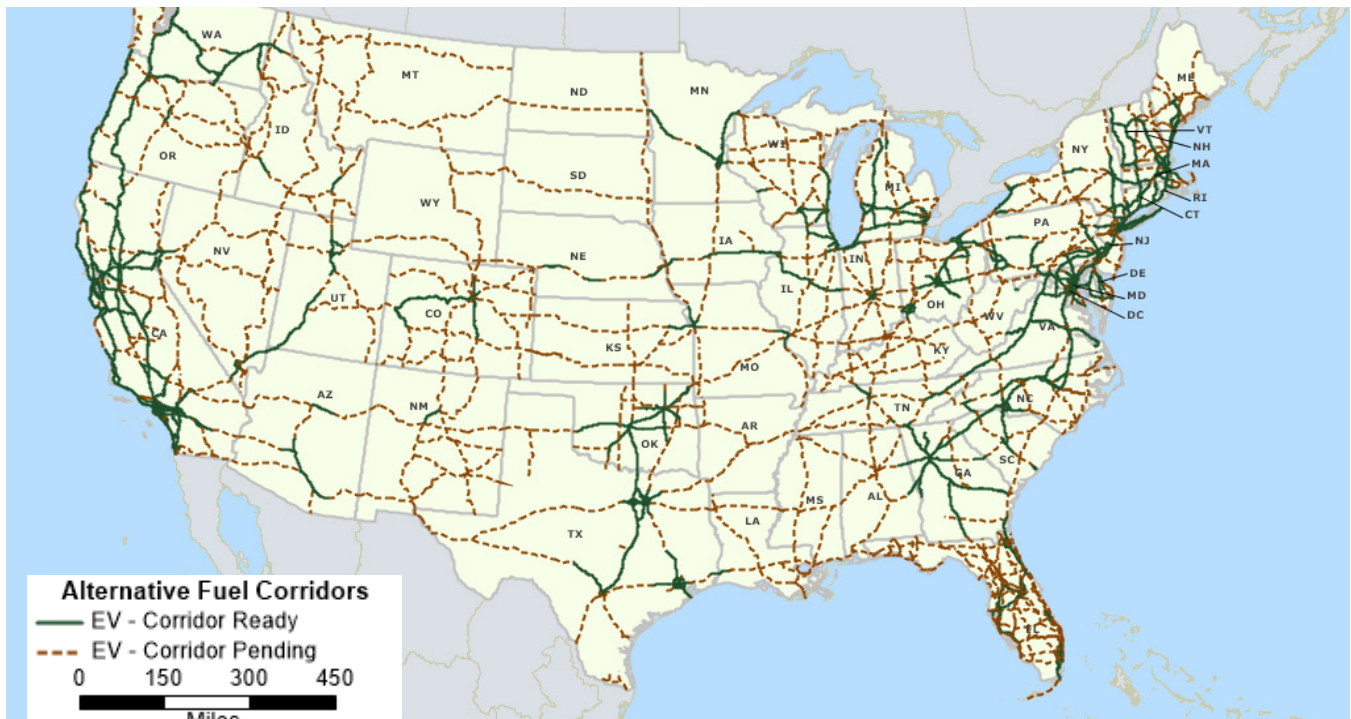 WA
MT
ND
MN
ME
VT
NH
MA
RI
CT
NY
WI
MI
OR
ID
SD
WY
NV
UT
NE
IA
IL
IN
OH
PA
NJ
DE
MD
DC
WV
VA
CA
CO
KS
MO
KY
AZ
NM
OK
AR
TN
NC
SC
TX
LA
MS
AL
GA
FL
Alternative Fuel Corridors
EV - Corridor Ready
EV - Corridor Pending
0 150 300 450
Miles